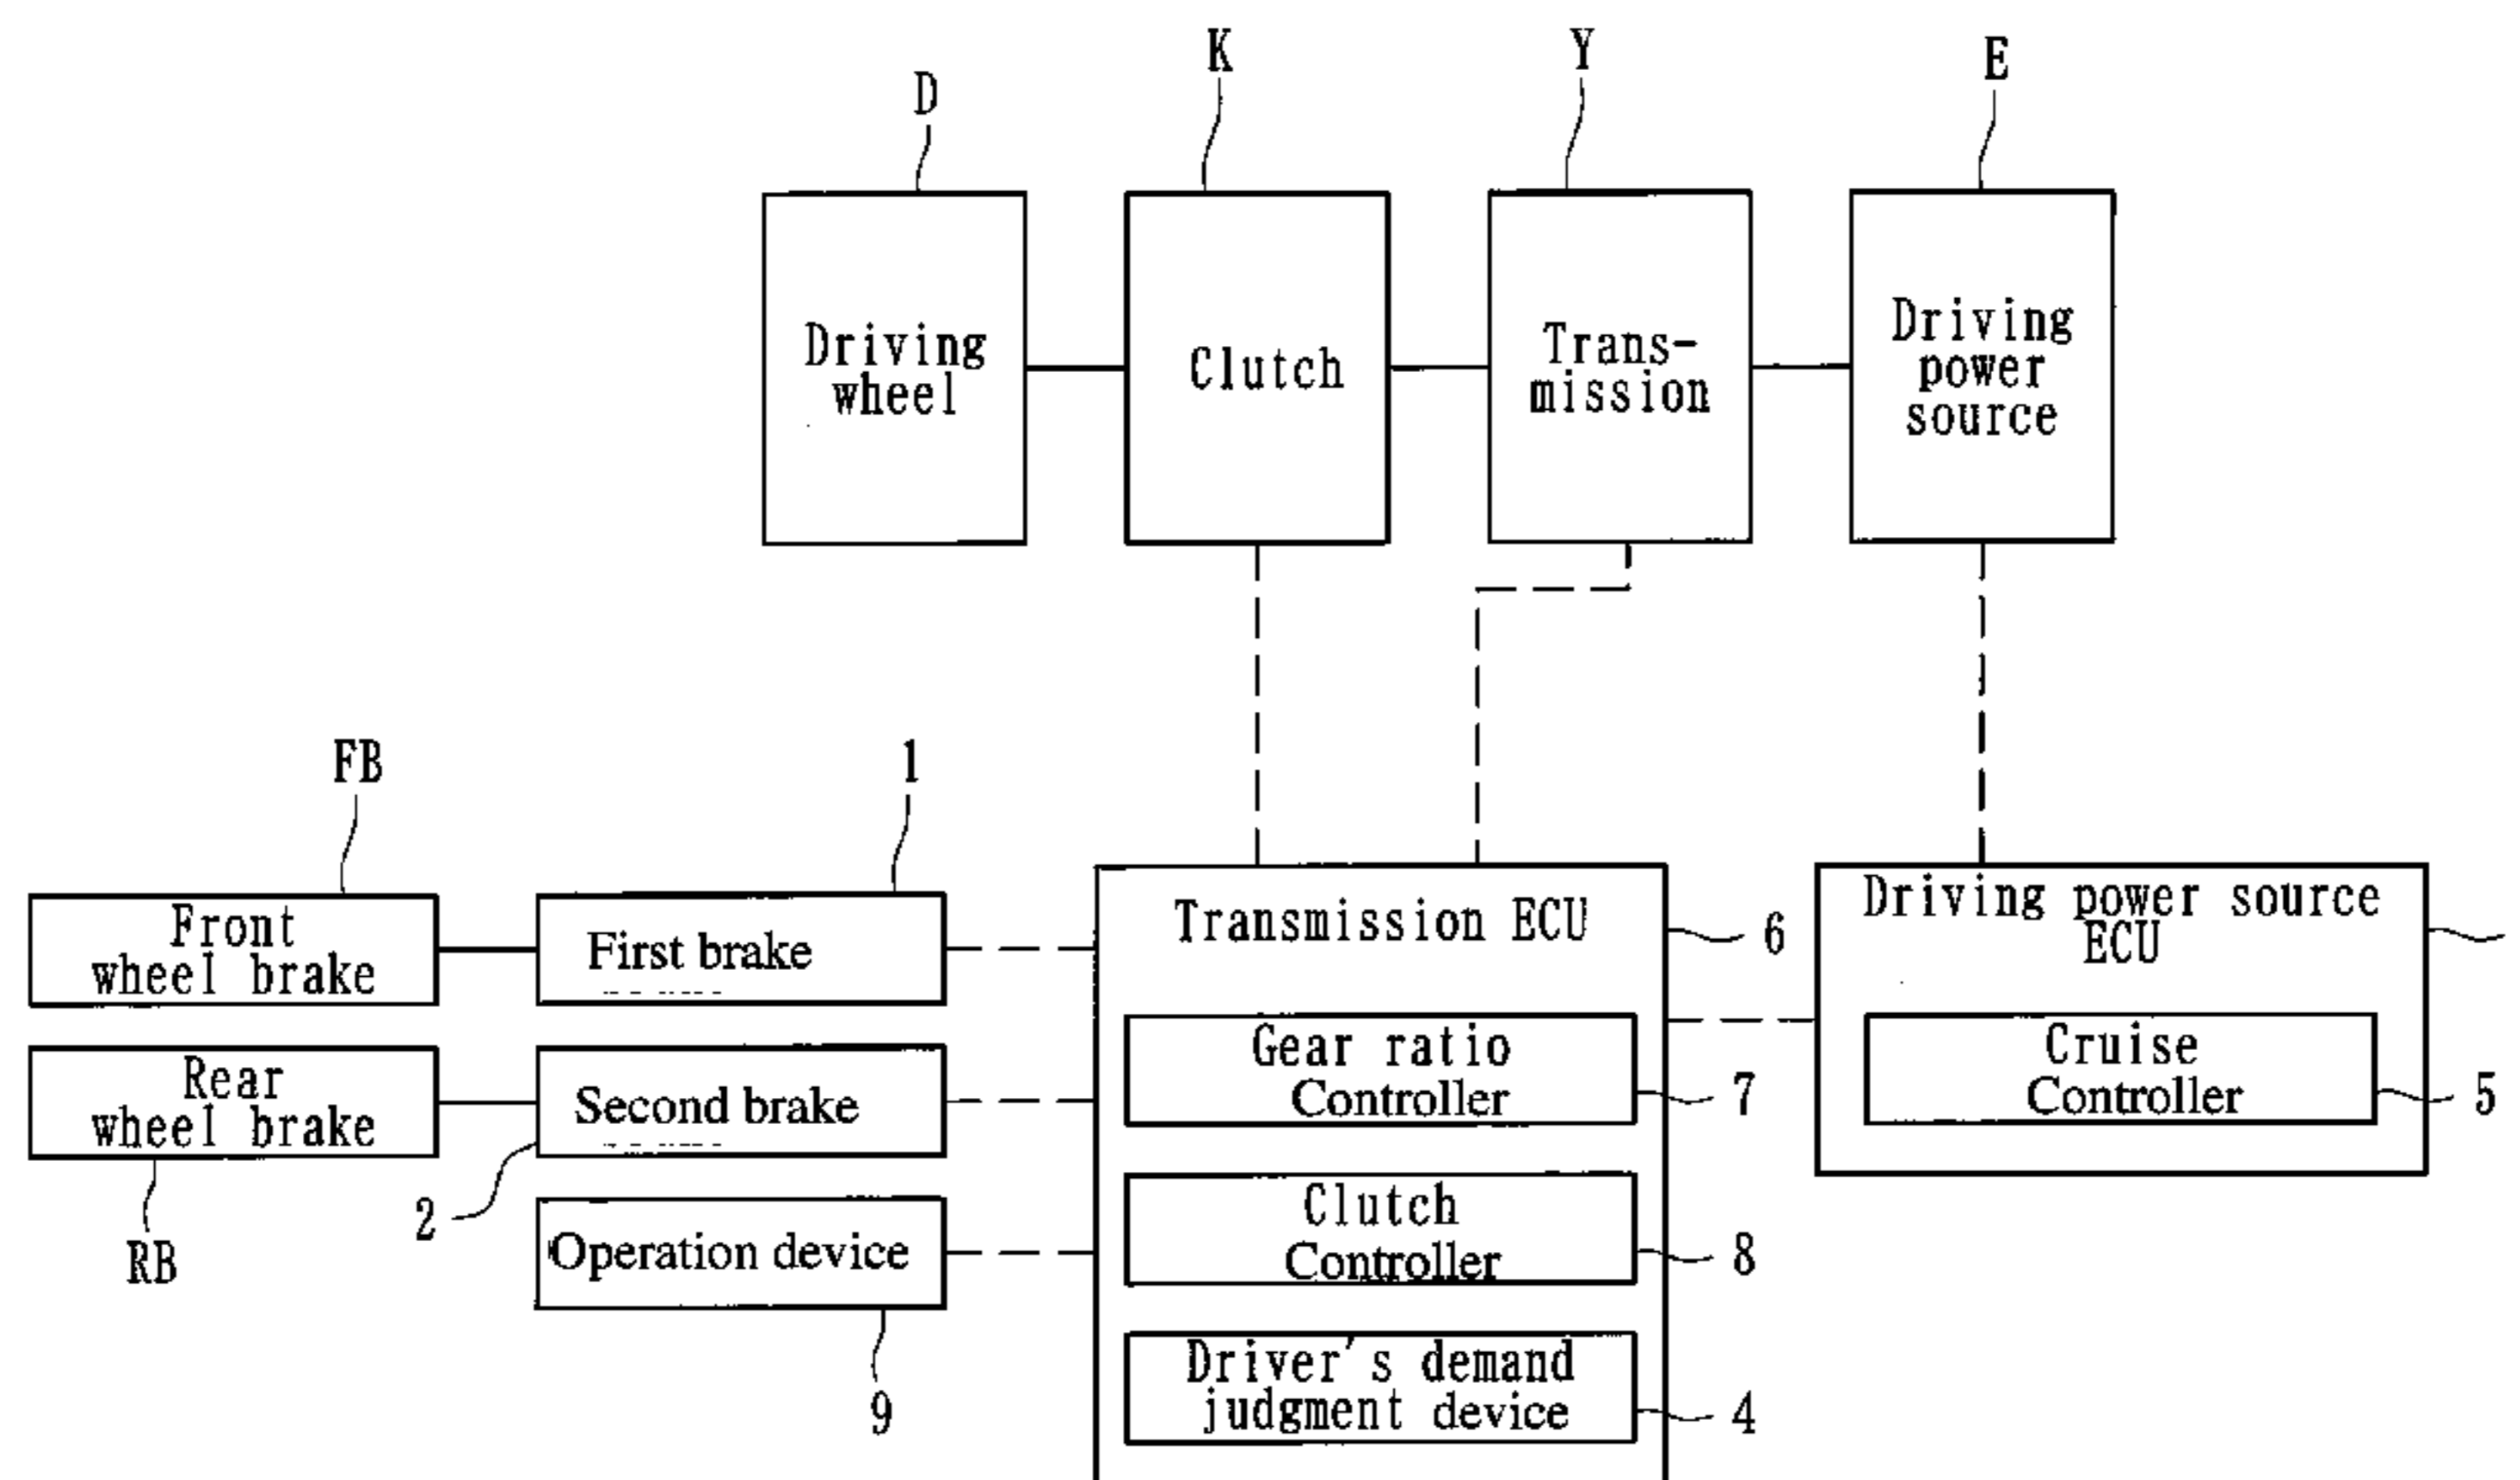 D
K
Y
E
Driving
wheel
Clutch
Trans-
mission
Driving
power
source
FB
1
Front
wheel brake
First brake
Rear
wheel brake
Second brake
2
RB
Operation device
9
Transmission ECU
6
Gear ratio
Controller
7
Clutch
Controller
8
Driver's demand
judgment device
4
Driving power source
ECU
Cruise
Controller
5